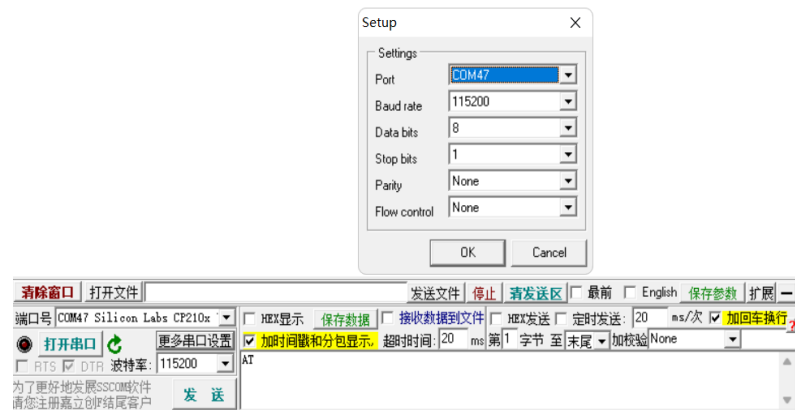 Setup
Settings
Port COM47
Baud rate 115200
Data bits 8
Stop bits 1
Parity None
Flow control None
OK Cancel
清除窗口 打开文件 发送文件 停止 清发送区 最前 English 保存参数 扩展
端口号 COM47 Silicon Labs CP210x HEX显示 保存数据 接收数据到文件 HEX发送 定时发送: 20 ms/次 加回车换行
打开串口 更多串口设置 加时间戳和分包显示, 超时时间: 20 ms 第1 字节 至 末尾 加校验 None
RTS DTR 波特率: 115200 AT
为了更好地发展SSCOM软件
请您注册嘉立创F结尾客户 发 送